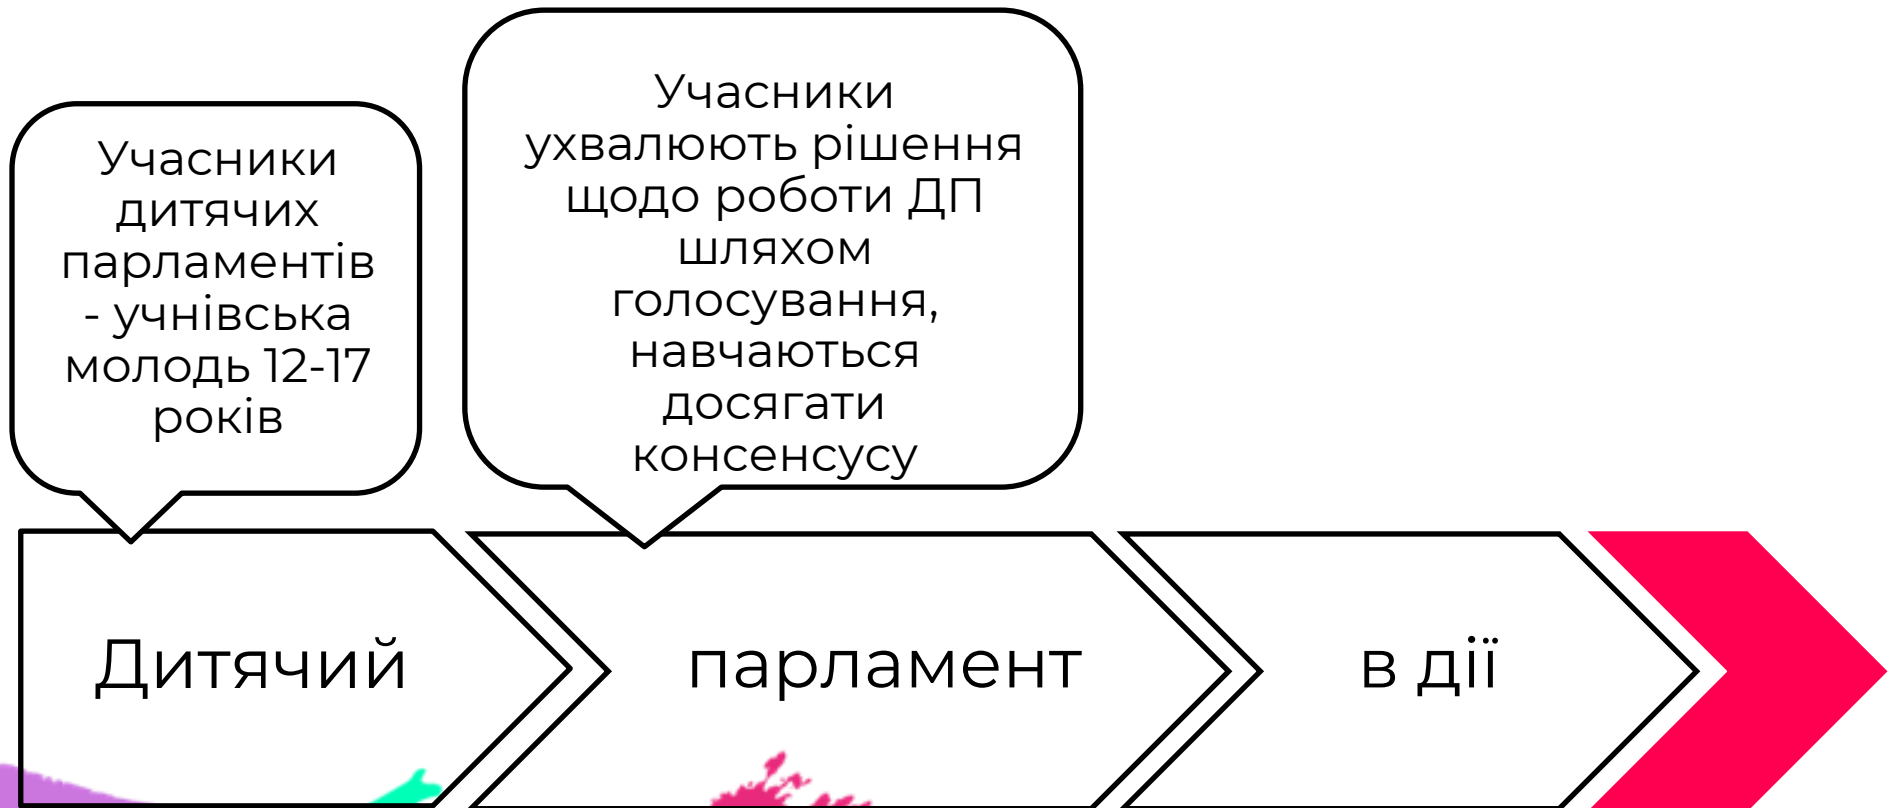 Учасники
дитячих
парламентів
- учнівська
молодь 12-17
років
Учасники
ухвалюють рішення
щодо роботи ДП
шляхом
голосування,
навчаються
досягати
консенсусу
Дитячий
парламент
в дії